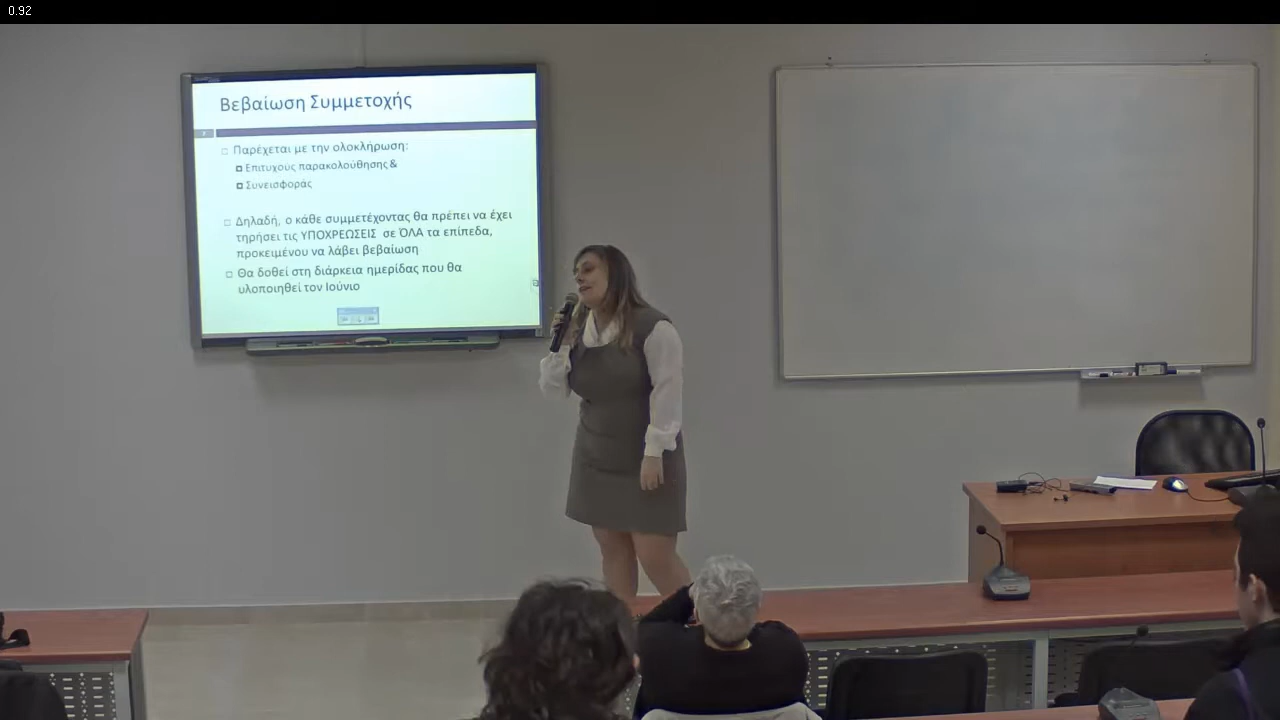 0.92
Βεβαίωση Συμμετοχής
Παρέχεται με την ολοκλήρωση:
Επιτυχους παρακολούθησης &
Συνεισφοράς
Δηλαδή, ο κάθε συμμετέχοντας θα πρέπει να έχει
τηρήσει τις ΥΠΟΧΡΕΩΣΕΙΣ σε ΌΛΑ τα επίπεδα,
προκειμένου να λάβει βεβαίωση
Θα δοθεί στη διάρκεια ημερίδας που θα
υλοποιηθεί τον Ιούνιο